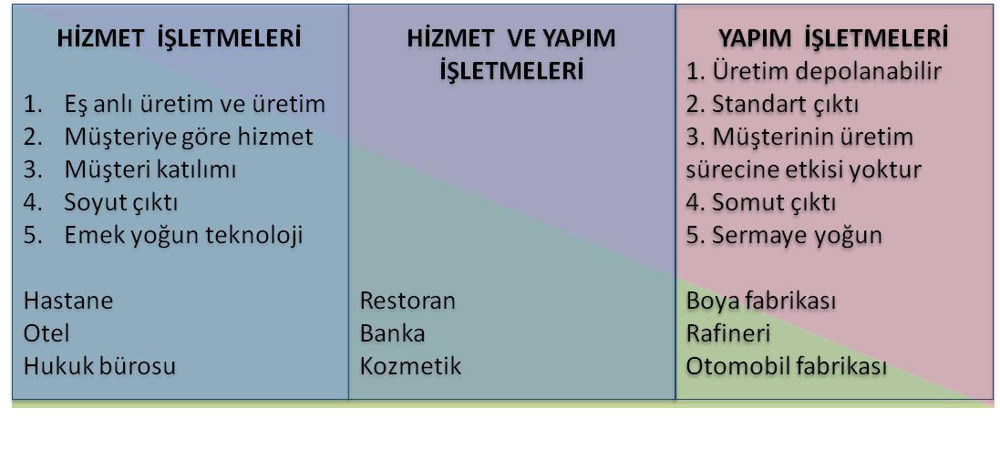 HİZMET İŞLETMELERİ
1. Eş anlı üretim ve üretim
2. Müşteriye göre hizmet
3. Müşteri katılımı
4. Soyut çıktı
5. Emek yoğun teknoloji
Hastane
Otel
Hukuk bürosu
HİZMET VE YAPIM
İŞLETMELERİ
Restoran
Banka
Kozmetik
YAPIM İŞLETMELERİ
1. Üretim depolanabilir
2. Standart çıktı
3. Müşterinin üretim
sürecine etkisi yoktur
4. Somut çıktı
5. Sermaye yoğun
Boya fabrikası
Rafineri
Otomobil fabrikası